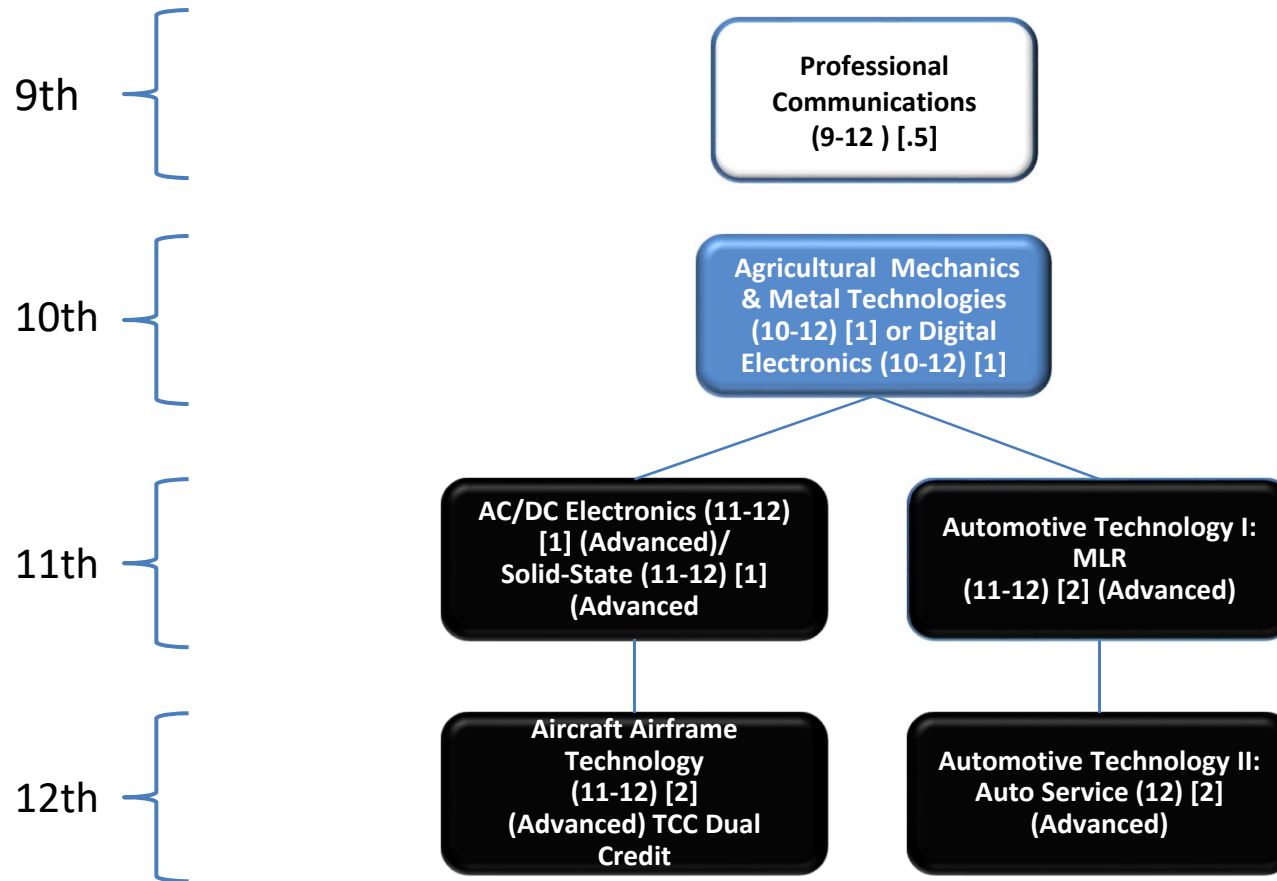 9th
Professional
Communications
(9-12 ) [.5]
10th
Agricultural Mechanics
& Metal Technologies
(10-12) [1] or Digital
Electronics (10-12) [1]
11th
AC/DC Electronics (11-12)
[1] (Advanced)/
Solid-State (11-12) [1]
(Advanced
Automotive Technology I:
MLR
(11-12) [2] (Advanced)
12th
Aircraft Airframe
Technology
(11-12) [2]
(Advanced) TCC Dual
Credit
Automotive Technology II:
Auto Service (12) [2]
(Advanced)